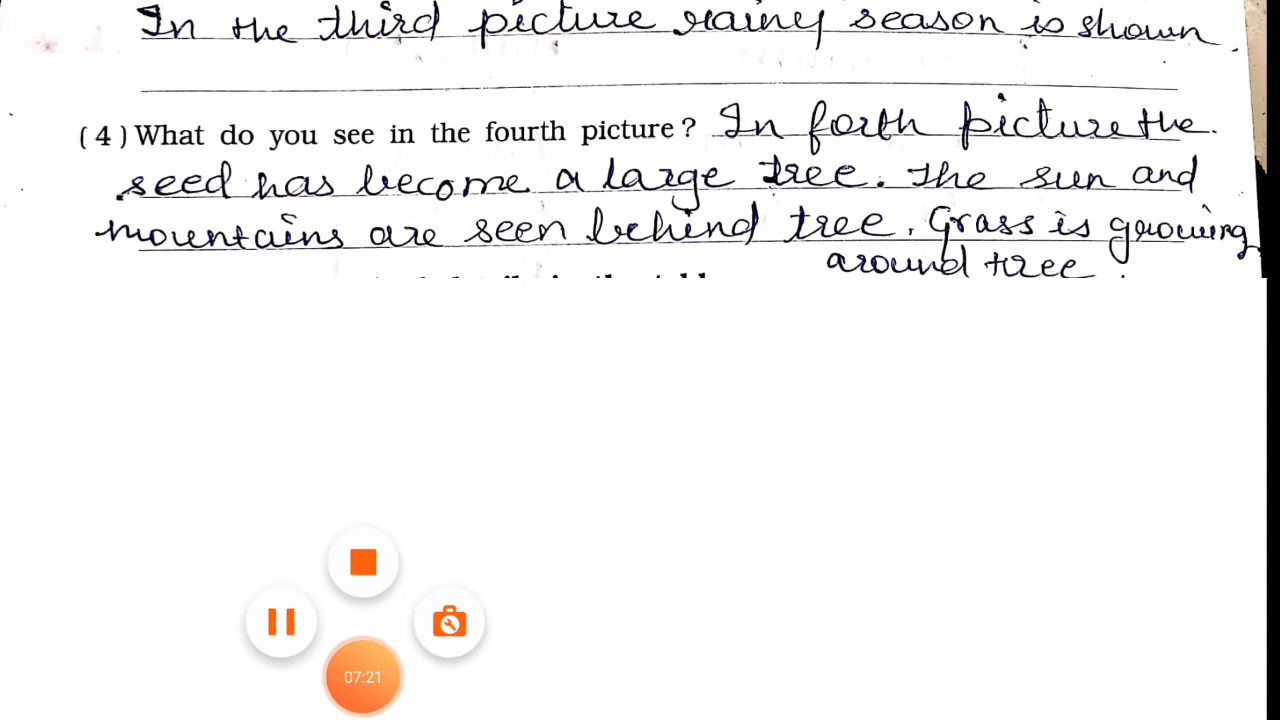 In the third picture rainy season is shown.
(4) What do you see in the fourth picture? In forth picture the
seed has become a large tree. The sun and
mountains are seen behind tree. Grass is growing
around tree.
07:21